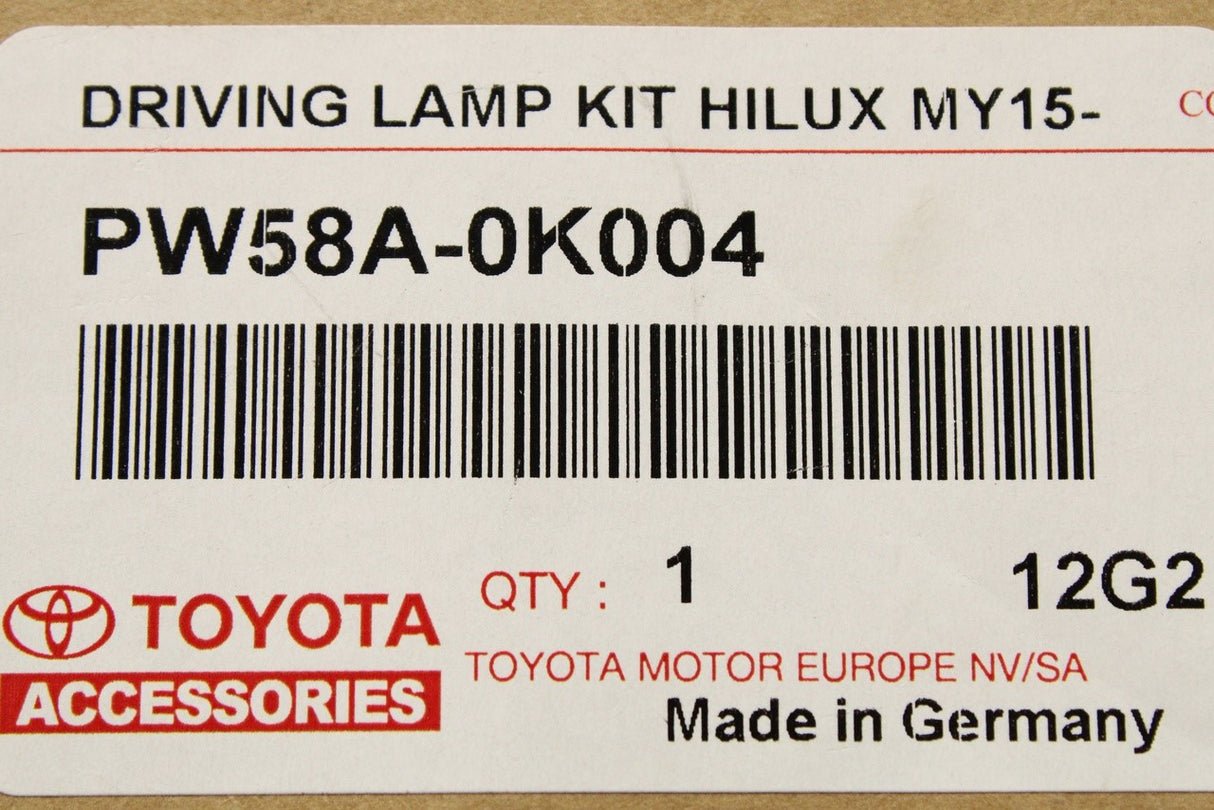 DRIVING LAMP KIT HILUX MY15-
PW58A-0K004
QTY : 1 12G2
TOYOTA
ACCESSORIES
TOYOTA MOTOR EUROPE NV/SA
Made in Germany